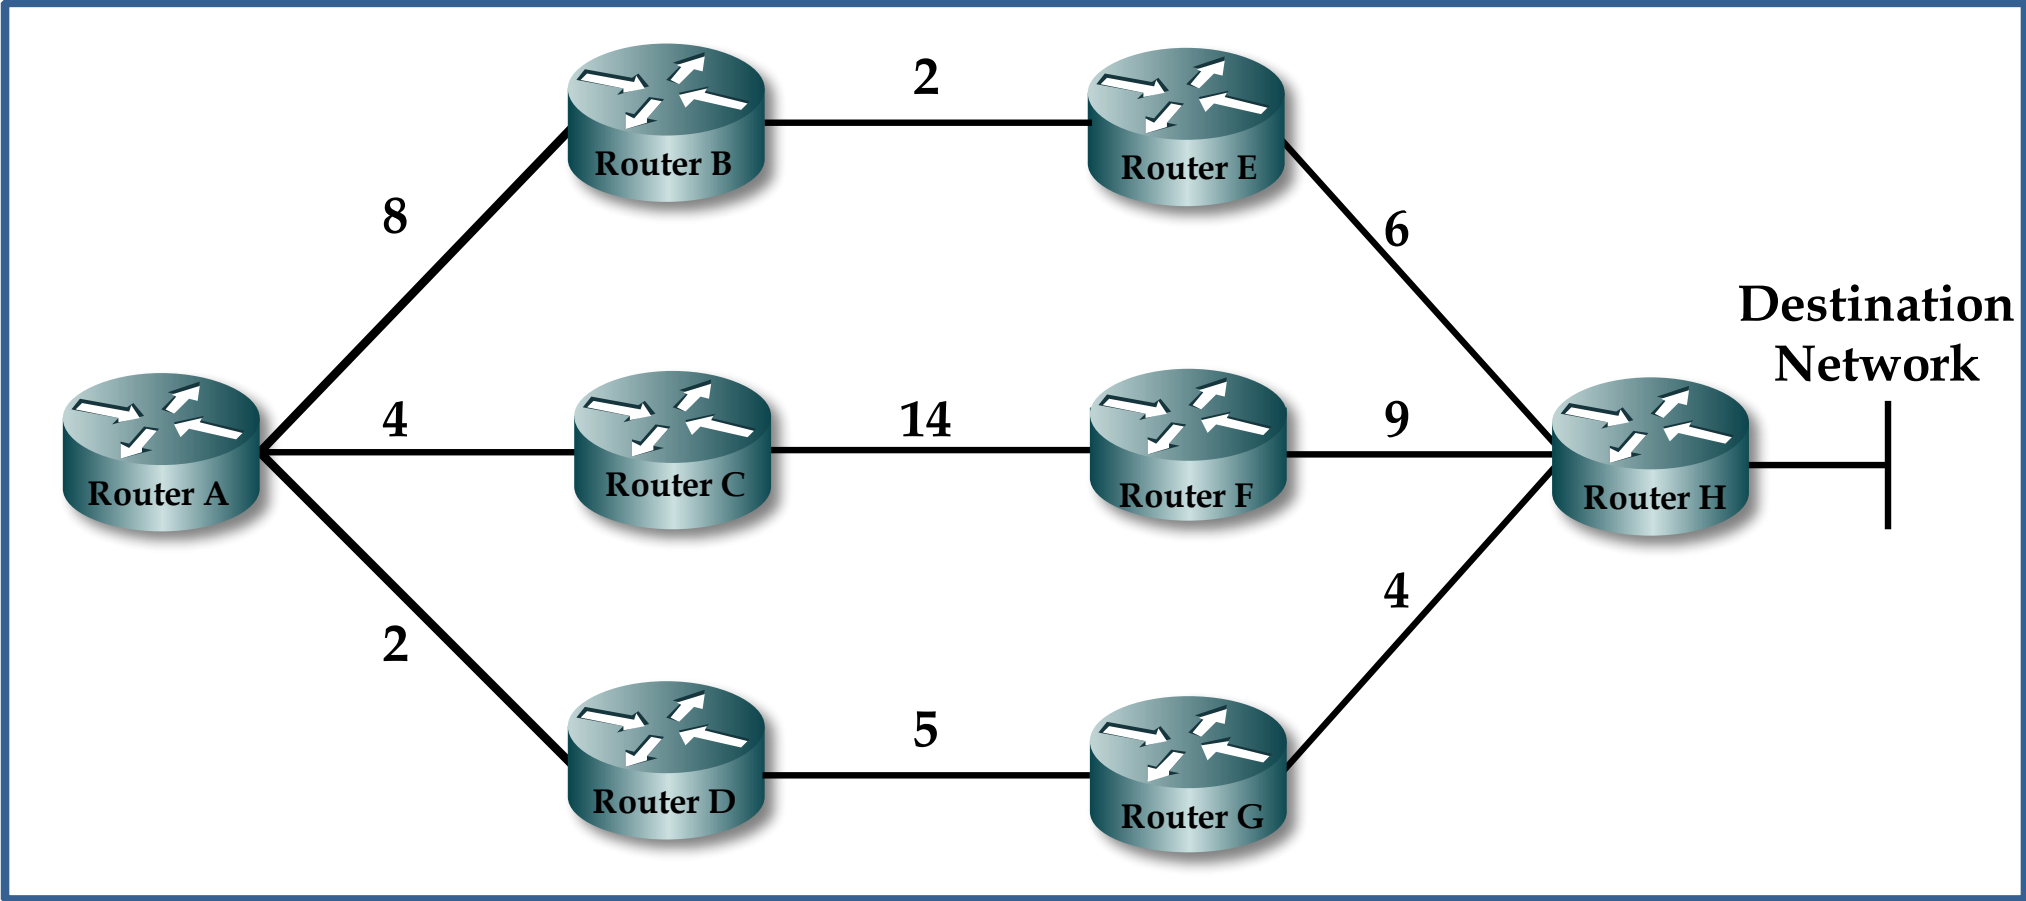 Router B
2
Router E
8
6
Destination
Network
Router A
4
Router C
14
Router F
9
Router H
2
4
Router D
5
Router G